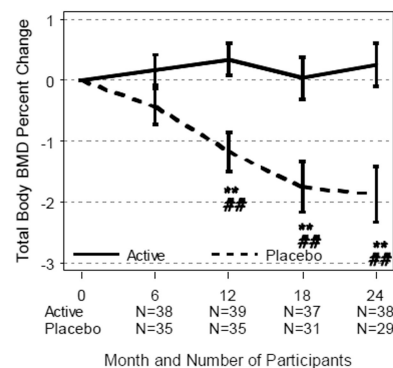 Total Body BMD Percent Change
1
0
-1
-2
-3
**
##
**
##
**
##
Active Placebo
0 6 12 18 24
Active N=38 N=39 N=37 N=38
Placebo N=35 N=35 N=31 N=29
Month and Number of Participants